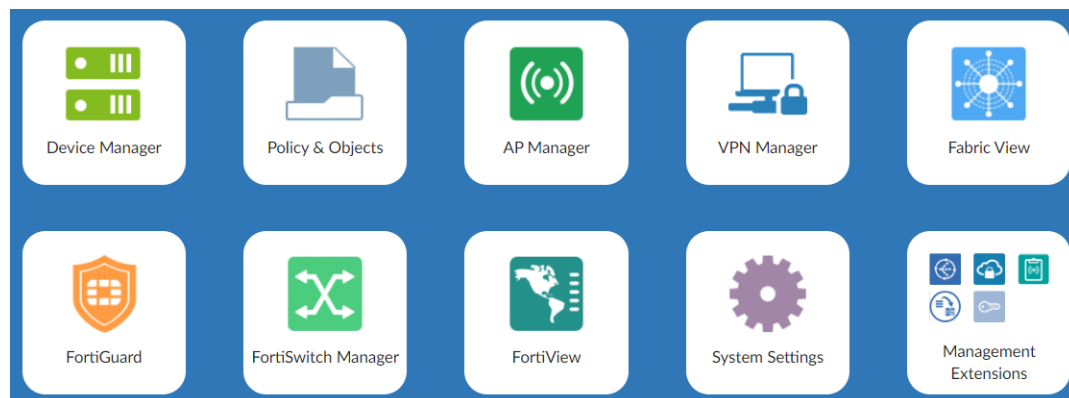 Device Manager
Policy & Objects
AP Manager
VPN Manager
Fabric View
FortiGuard
FortiSwitch Manager
FortiView
System Settings
Management
Extensions